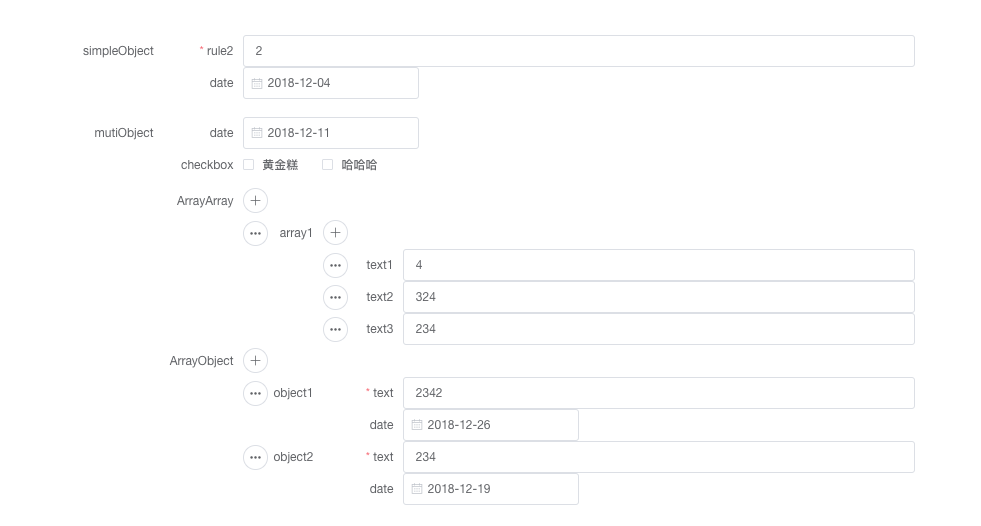 simpleObject * rule2 2
date 2018-12-04
mutiObject date 2018-12-11
checkbox 黄金糕 哈哈哈
ArrayArray
array1
text1 4
text2 324
text3 234
ArrayObject
object1 * text 2342
date 2018-12-26
object2 * text 234
date 2018-12-19